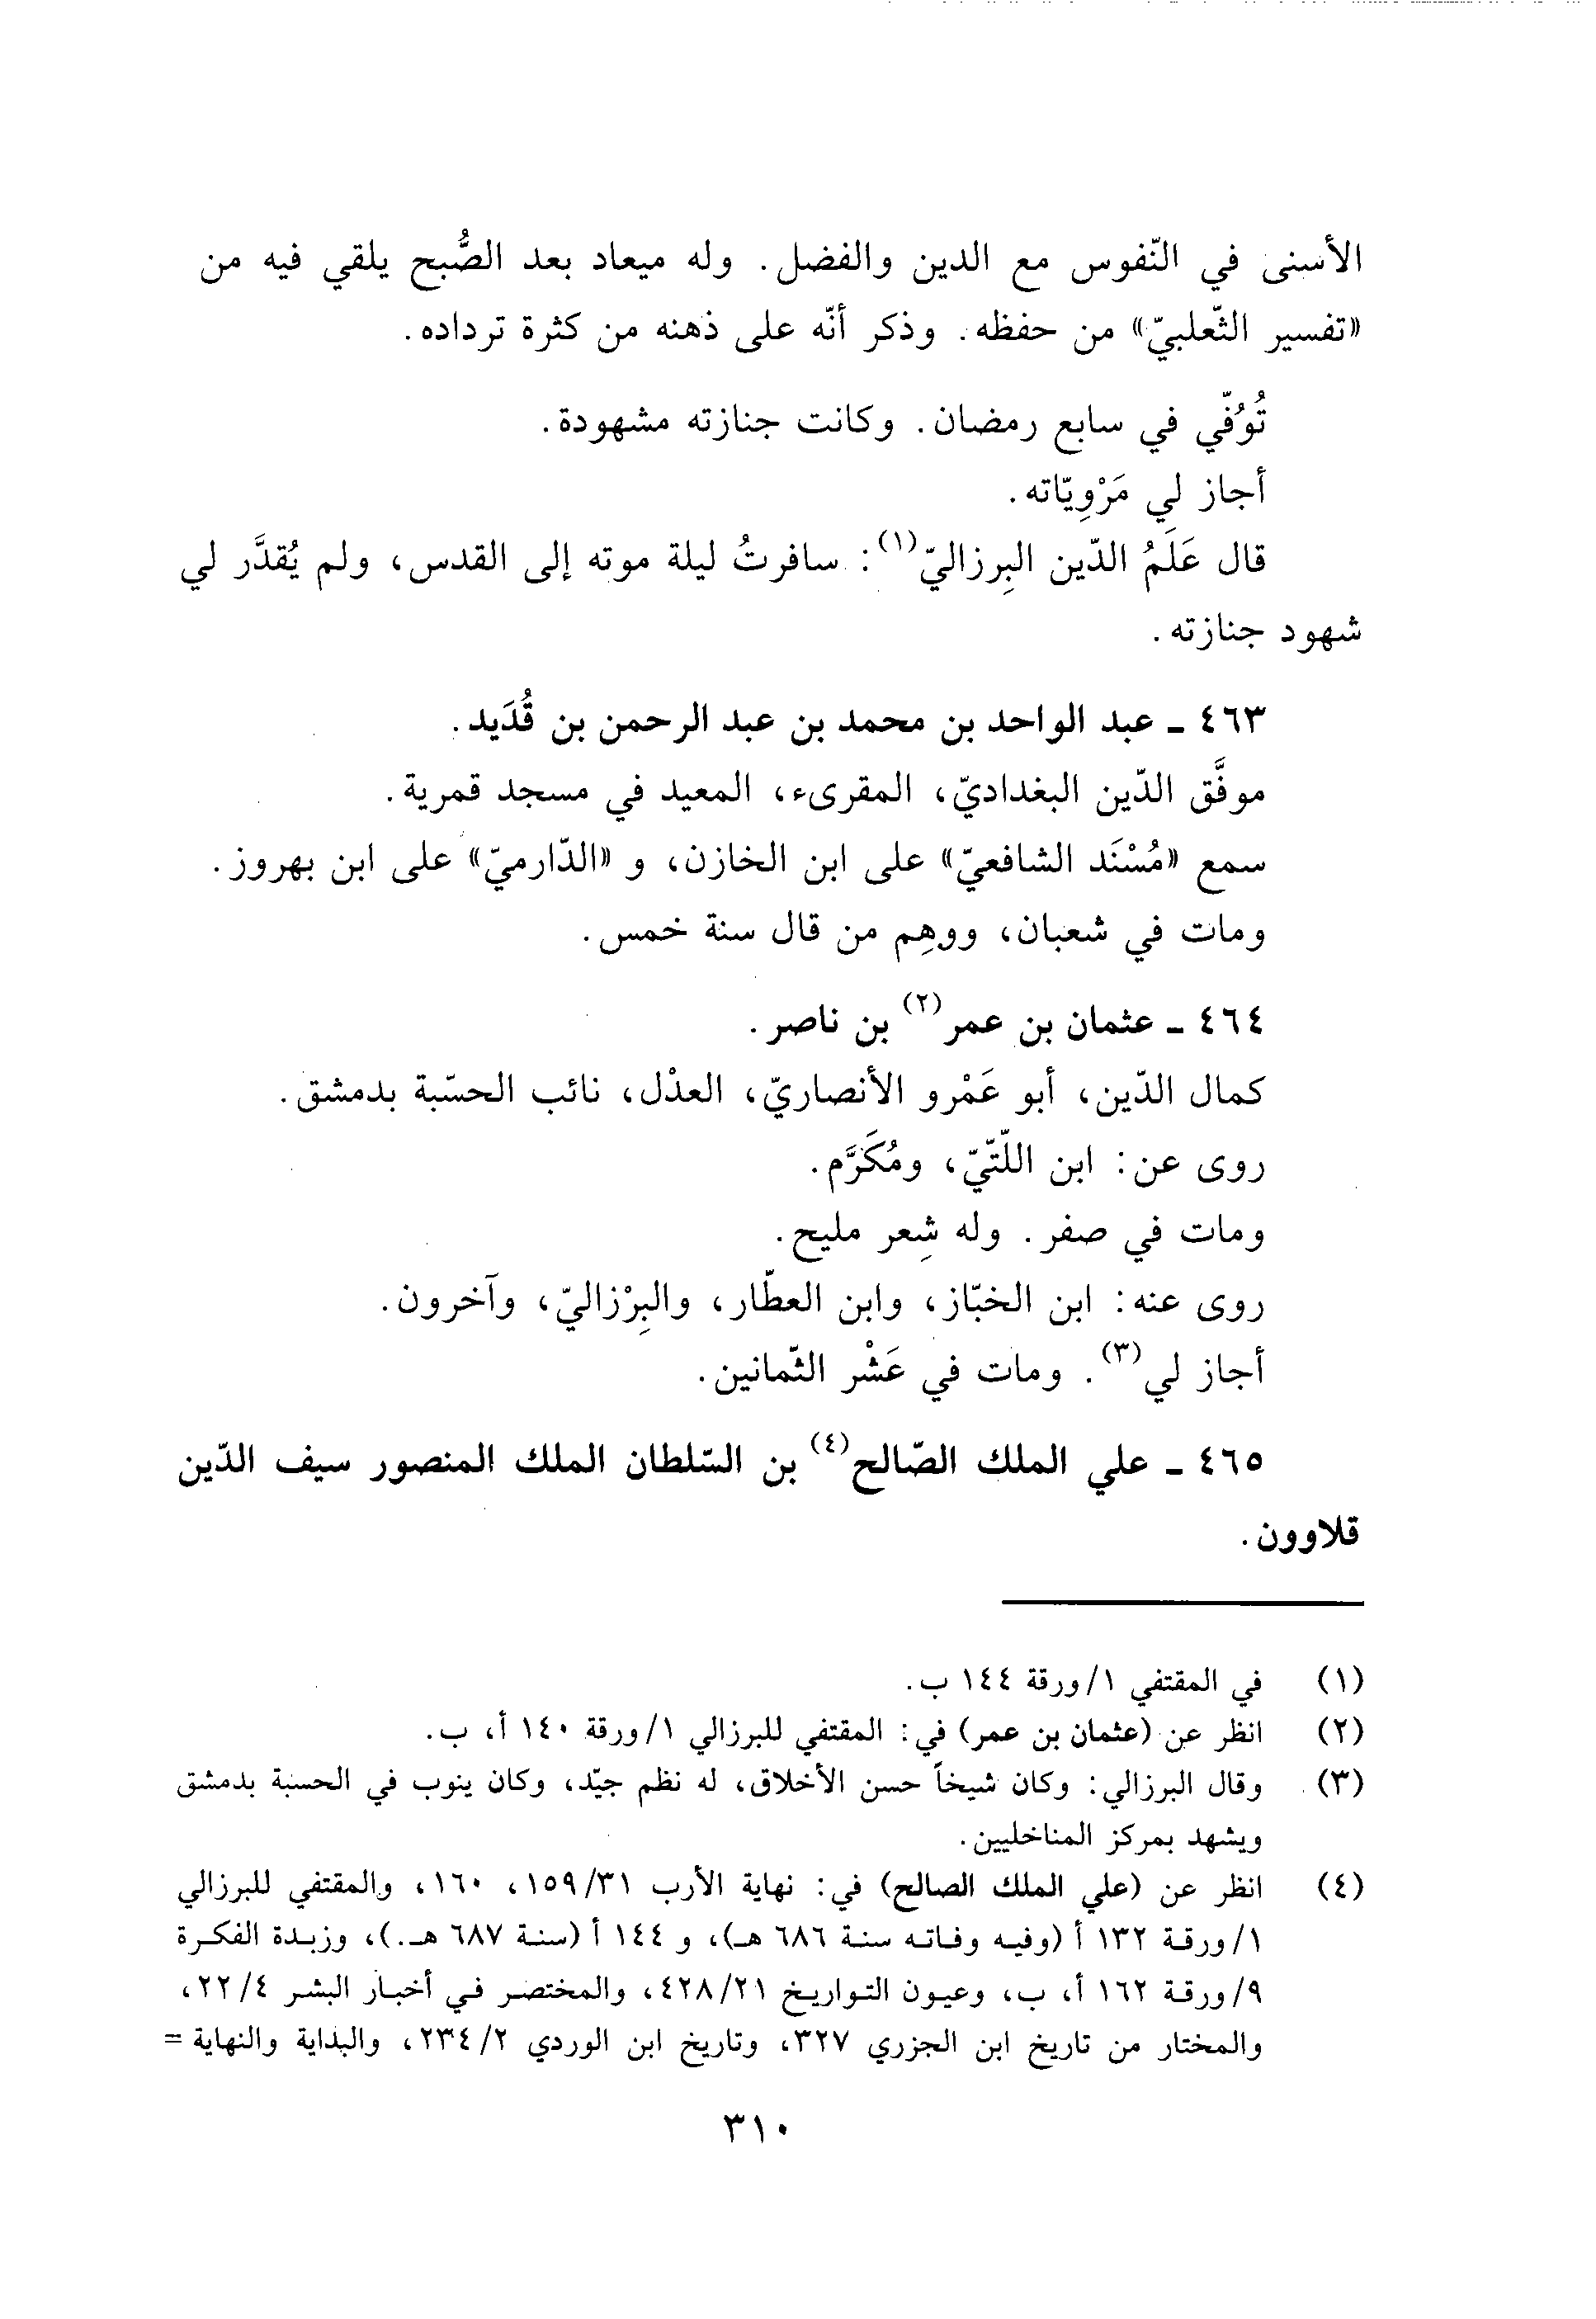 الأسنى في النّفوس مع الدين والفضل. وله ميعاد بعد الصُّبح يلقي فيه من
«تفسير الثّعلبيّ» من حفظه. وذكر أنّه على ذهنه من كثرة ترداده.
تُوُفّي في سابع رمضان. وكانت جنازته مشهودة.
أجاز لي مَرْوِيّاته.
قال عَلَمُ الدّين البِرزاليّ(١): سافرتُ ليلة موته إلى القدس، ولم يُقدَّر لي
شهود جنازته.
٤٦٣ ـ عبد الواحد بن محمد بن عبد الرحمن بن قُدَيد.
موفَّق الدّين البغداديّ، المقرىء، المعيد في مسجد قمرية.
سمع «مُسْنَد الشافعيّ» على ابن الخازن، و «الدّارميّ» على ابن بهروز.
ومات في شعبان، ووهِم من قال سنة خمس.
٤٦٤ ـ عثمان بن عمر(٢) بن ناصر.
كمال الدّين، أبو عَمْرو الأنصاريّ، العدْل، نائب الحسّبة بدمشق.
روى عن: ابن اللّتّيّ، ومُكَرَّم.
ومات في صفر. وله شِعر مليح.
روى عنه: ابن الخبّاز، وابن العطّار، والبِرْزاليّ، وآخرون.
أجاز لي(٣). ومات في عَشْر الثّمانين.
٤٦٥ ـ علي الملك الصّالح(٤) بن السّلطان الملك المنصور سيف الدّين
قلاوون.
(١) في المقتفي ١/ورقة ١٤٤ ب.
(٢) انظر عن (عثمان بن عمر) في: المقتفي للبرزالي ١/ورقة ١٤٠ أ، ب.
(٣) وقال البرزالي: وكان شيخاً حسن الأخلاق، له نظم جيّد، وكان ينوب في الحسبة بدمشق
ويشهد بمركز المناخليين.
(٤) انظر عن (علي الملك الصالح) في: نهاية الأرب ١٥٩/٣١، ١٦٠، والمقتفي للبرزالي
١/ورقة ١٣٢ أ (وفيه وفاته سنة ٦٨٦ هـ)، و ١٤٤ أ (سنة ٦٨٧ هـ.)، وزبدة الفكرة
٩/ورقة ١٦٢ أ، ب، وعيون التواريخ ٤٢٨/٢١، والمختصر في أخبار البشر ٢٢/٤،
والمختار من تاريخ ابن الجزري ٣٢٧، وتاريخ ابن الوردي ٢٣٤/٢، والبداية والنهاية =
٣١٠